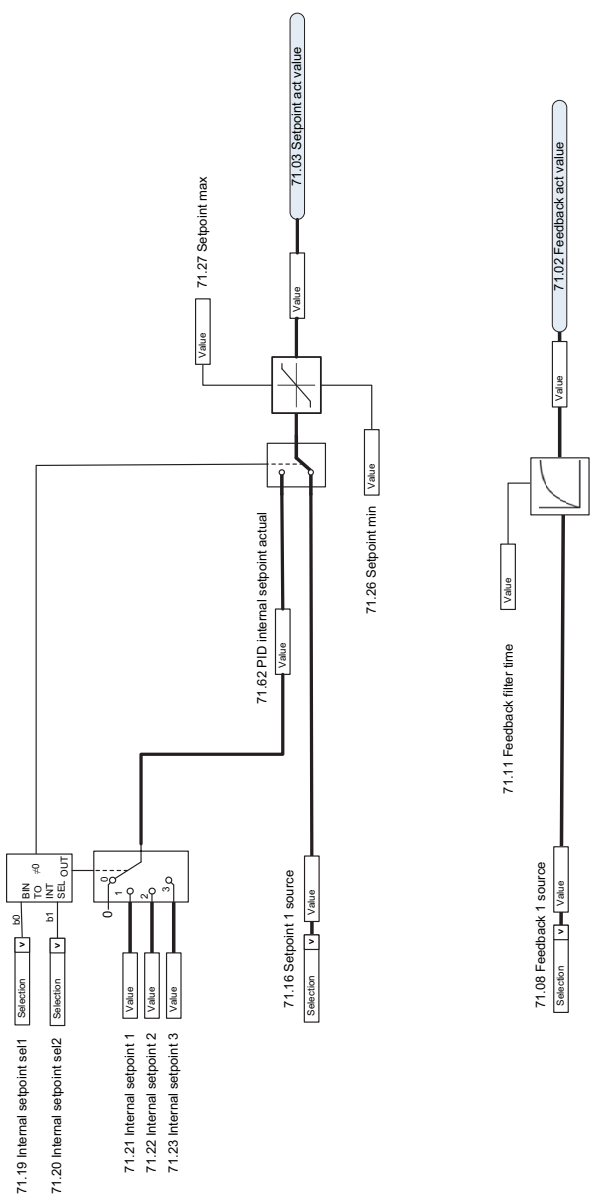 71.19 Internal setpoint sel1
Selection
v
b0
71.20 Internal setpoint sel2
Selection
v
b1
BIN
TO
INT
SEL
≠0
OUT
71.21 Internal setpoint 1
Value
71.22 Internal setpoint 2
Value
71.23 Internal setpoint 3
Value
0
0
1
2
3
71.62 PID internal setpoint actual
Value
71.16 Setpoint 1 source
Selection
v
Value
71.27 Setpoint max
Value
71.26 Setpoint min
Value
Value
71.03 Setpoint act value
71.08 Feedback 1 source
Selection
v
Value
71.11 Feedback filter time
Value
Value
71.02 Feedback act value